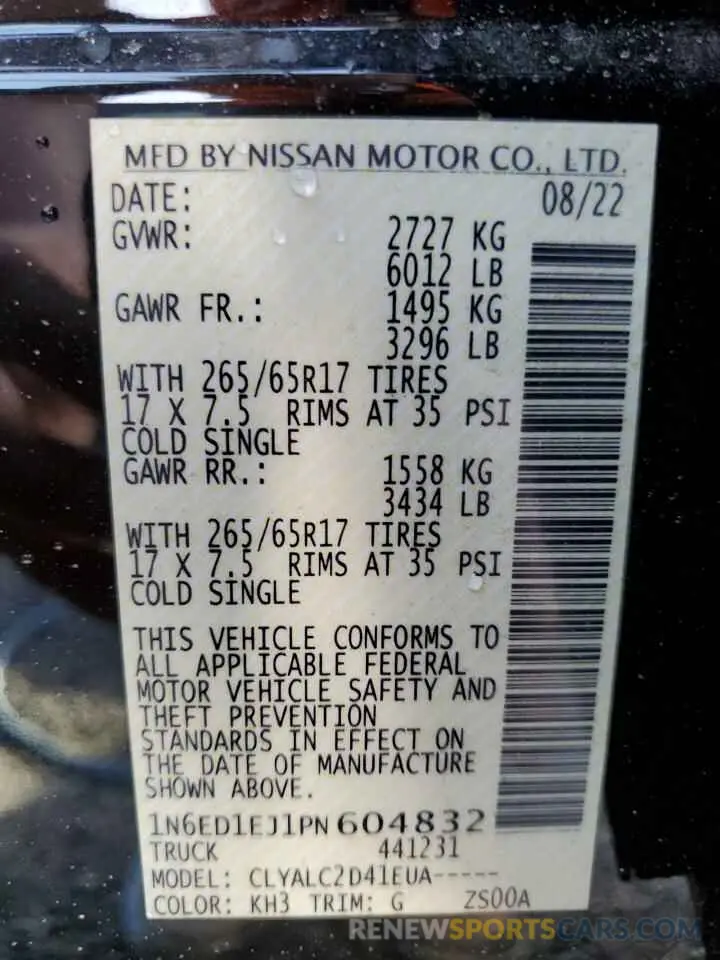 MFD BY NISSAN MOTOR CO., LTD.
DATE: 08/22
GVWR: 2727 KG
6012 LB
GAWR FR.: 1495 KG
3296 LB
WITH 265/65R17 TIRES
17 X 7.5 RIMS AT 35 PSI
COLD SINGLE
GAWR RR.: 1558 KG
3434 LB
WITH 265/65R17 TIRES
17 X 7.5 RIMS AT 35 PSI
COLD SINGLE
THIS VEHICLE CONFORMS TO
ALL APPLICABLE FEDERAL
MOTOR VEHICLE SAFETY AND
THEFT PREVENTION
STANDARDS IN EFFECT ON
THE DATE OF MANUFACTURE
SHOWN ABOVE.
1N6ED1EJ1PN604832
TRUCK 441231
MODEL: CLYALC2D41EUA-----
COLOR: KH3 TRIM: G ZS00A
RENEWSPORTSCARS.COM